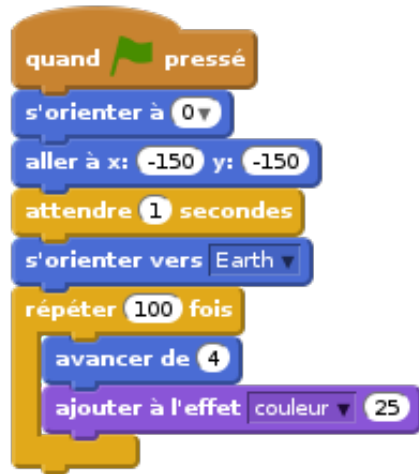 quand pressé
s'orienter à 0
aller à x: -150 y: -150
attendre 1 secondes
s'orienter vers Earth
répéter 100 fois
avancer de 4
ajouter à l'effet couleur 25